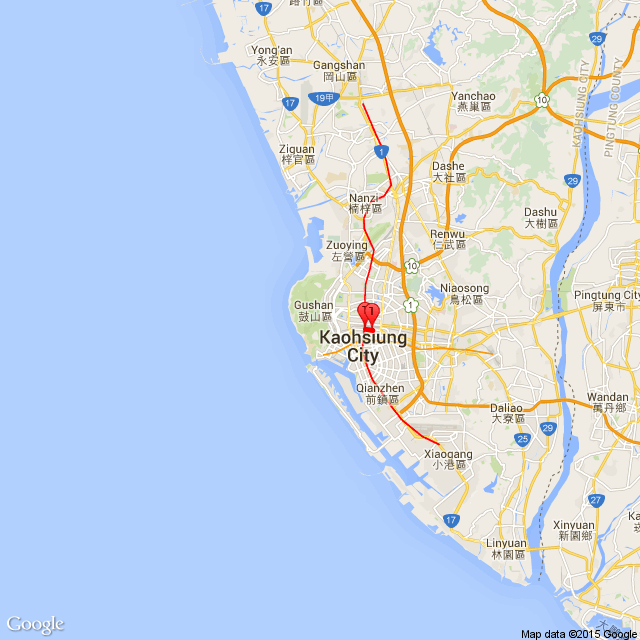 路竹區
1
Yong'an
永安區
Gangshan
岡山區
28
29
19甲
17
Yanchao
燕巢區
10
KAOHSIUNG CITY
PINGTUNG COUNTY
Ziquan
梓官區
1
Dashe
大社區
29
Nanzi
楠梓區
Dashu
大樹區
Renwu
仁武區
Zuoying
左營區
10
Niaosong
鳥松區
Pingtung City
屏東市
Gushan
鼓山區
1
1
Kaohsiung
City
Qianzhen
前鎮區
Wandan
萬丹鄉
Daliao
大寮區
29
25
Xiaogang
小港區
27
17
Xinyuan
新園鄉
Linyuan
林園區
Google
Map data ©2015 Google